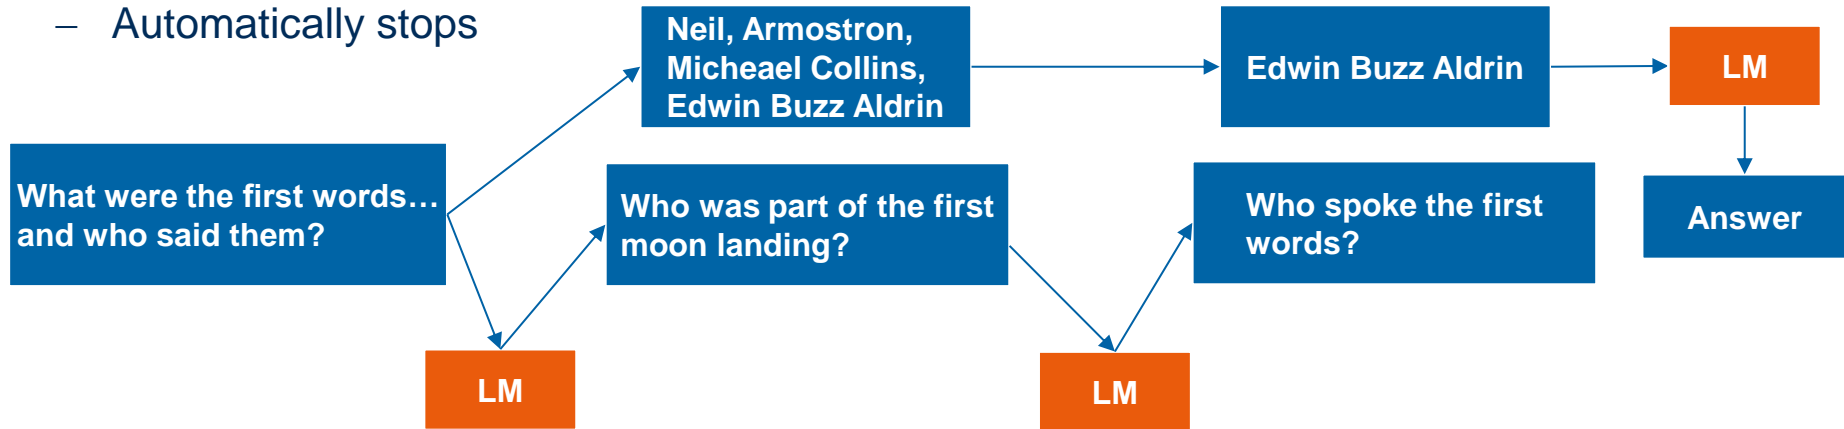 – Automatically stops
Neil, Armostron,
Micheael Collins,
Edwin Buzz Aldrin
Edwin Buzz Aldrin
LM
What were the first words…
and who said them?
Who was part of the first
moon landing?
Who spoke the first
words?
Answer
LM
LM